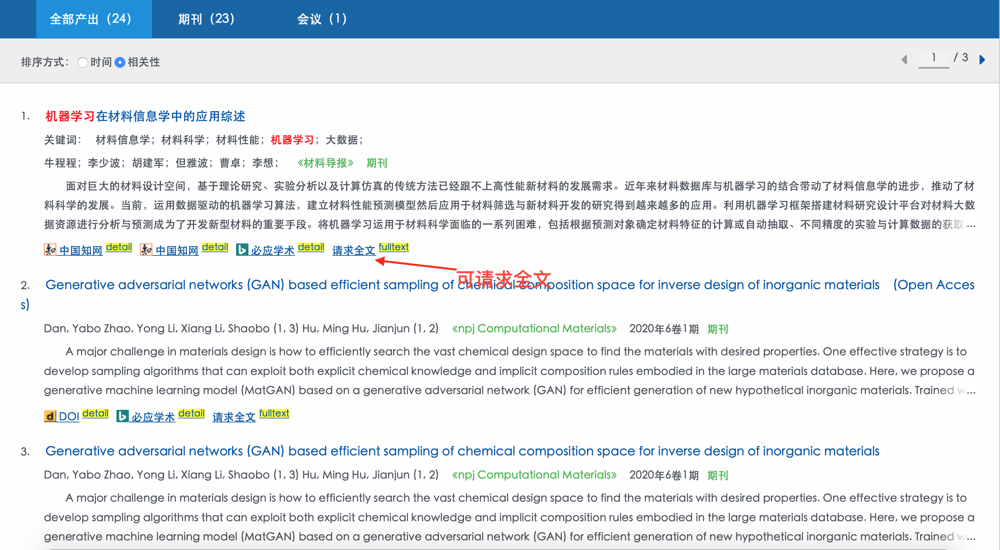 全部产出（24） 期刊（23） 会议（1）
排序方式： 时间 相关性 1 / 3
1. 机器学习在材料信息学中的应用综述
关键词： 材料信息学；材料科学；材料性能；机器学习；大数据；
牛程程；李少波；胡建军；但雅波；曹卓；李想； 《材料导报》 期刊
面对巨大的材料设计空间，基于理论研究、实验分析以及计算仿真的传统方法已经跟不上高性能新材料的发展需求。近年来材料数据库与机器学习的结合带动了材料信息学的进步，推动了材
料科学的发展。当前，运用数据驱动的机器学习算法，建立材料性能预测模型然后应用于材料筛选与新材料开发的研究得到越来越多的应用。利用机器学习框架搭建材料研究设计平台对材料大数
据资源进行分析与预测成为了开发新型材料的重要手段。将机器学习运用于材料科学面临的一系列困难，包括根据预测对象确定材料特征的计算或自动抽取、不同精度的实验与计算数据的获取...
知 中国知网 detail 知 中国知网 detail b 必应学术 detail 请求全文 fulltext
可请求全文
2. Generative adversarial networks (GAN) based efficient sampling of chemical composition space for inverse design of inorganic materials (Open Acces
s)
Dan, Yabo Zhao, Yong Li, Xiang Li, Shaobo (1, 3) Hu, Ming Hu, Jianjun (1, 2) 《npj Computational Materials》 2020年6卷1期 期刊
A major challenge in materials design is how to efficiently search the vast chemical design space to find the materials with desired properties. One effective strategy is to
develop sampling algorithms that can exploit both explicit chemical knowledge and implicit composition rules embodied in the large materials database. Here, we propose a
generative machine learning model (MatGAN) based on a generative adversarial network (GAN) for efficient generation of new hypothetical inorganic materials. Trained w...
d DOI detail b 必应学术 detail 请求全文 fulltext
3. Generative adversarial networks (GAN) based efficient sampling of chemical composition space for inverse design of inorganic materials
Dan, Yabo Zhao, Yong Li, Xiang Li, Shaobo (1, 3) Hu, Ming Hu, Jianjun (1, 2) 《npj Computational Materials》 2020年6卷1期 期刊
A major challenge in materials design is how to efficiently search the vast chemical design space to find the materials with desired properties. One effective strategy is to
develop sampling algorithms that can exploit both explicit chemical knowledge and implicit composition rules embodied in the large materials database. Here, we propose a
generative machine learning model (MatGAN) based on a generative adversarial network (GAN) for efficient generation of new hypothetical inorganic materials. Trained w...